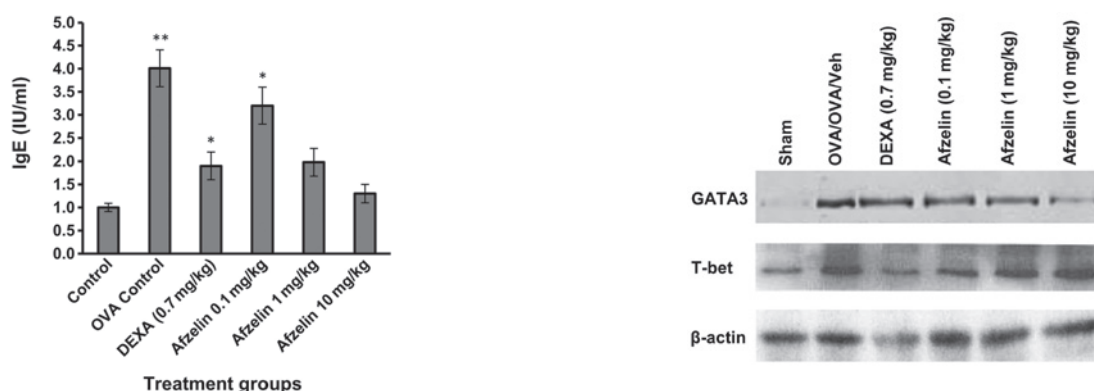 5.0
4.5
4.0
3.5
3.0
2.5
2.0
1.5
1.0
0.5
0.0
IgE (IU/ml)
**
*
*
Control
OVA Control
DEXA (0.7 mg/kg)
Afzelin 0.1 mg/kg
Afzelin 1 mg/kg
Afzelin 10 mg/kg
Treatment groups
Sham
OVA/OVA/Veh
DEXA (0.7 mg/kg)
Afzelin (0.1 mg/kg)
Afzelin (1 mg/kg)
Afzelin (10 mg/kg)
GATA3
T-bet
β-actin